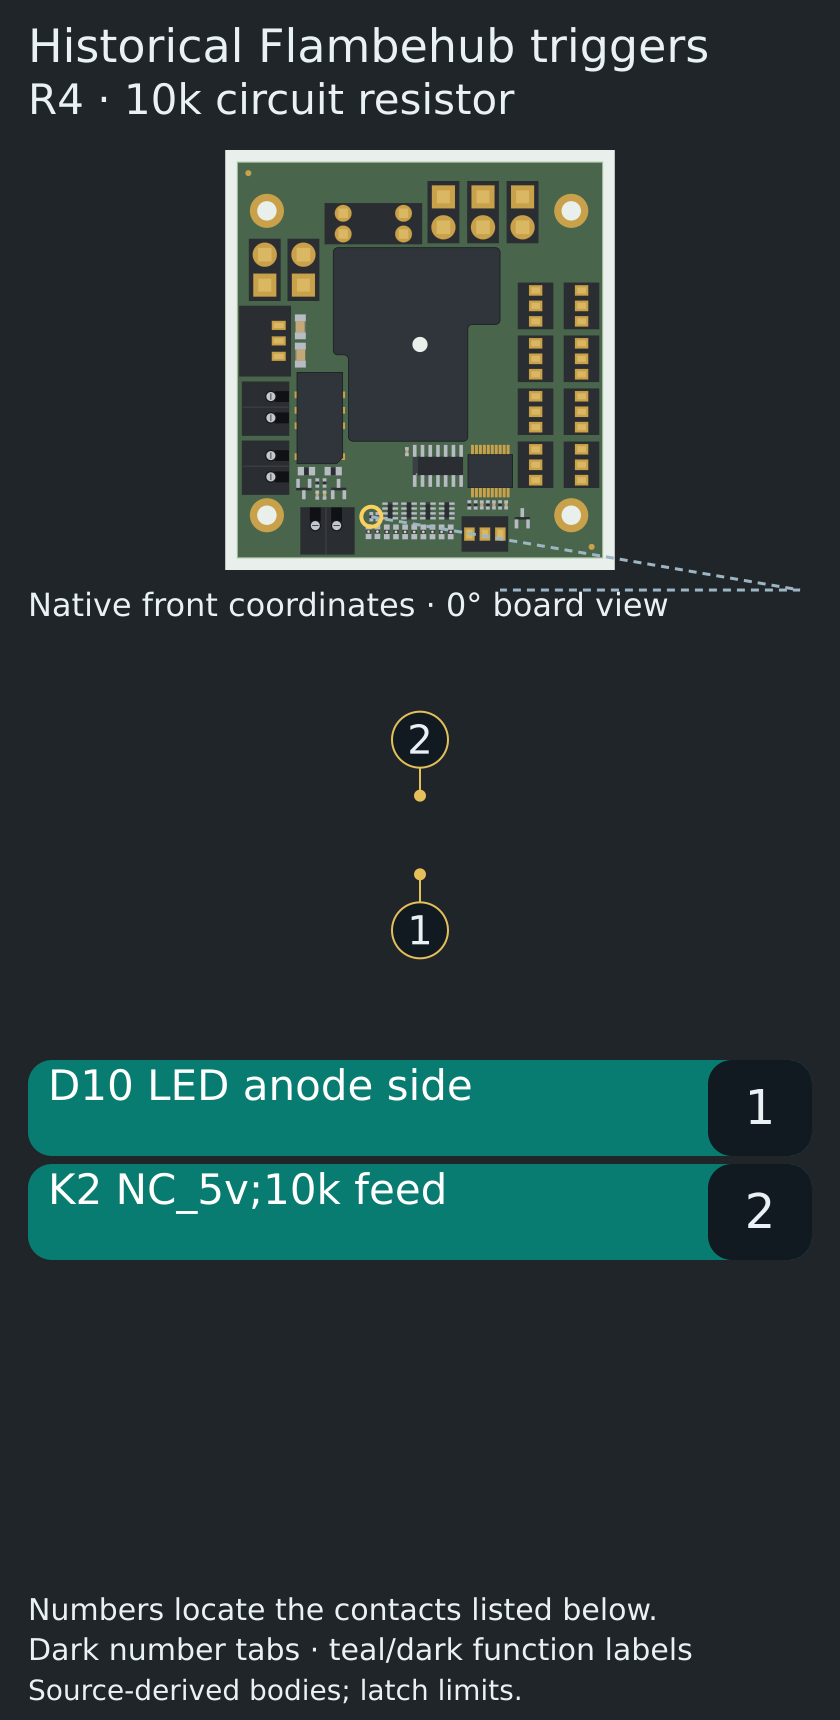 Historical Flambehub triggers
R4 · 10k circuit resistor
Native front coordinates · 0° board view
2
1
D10 LED anode side
1
K2 NC_5v;10k feed
2
Numbers locate the contacts listed below.
Dark number tabs · teal/dark function labels
Source-derived bodies; latch limits.